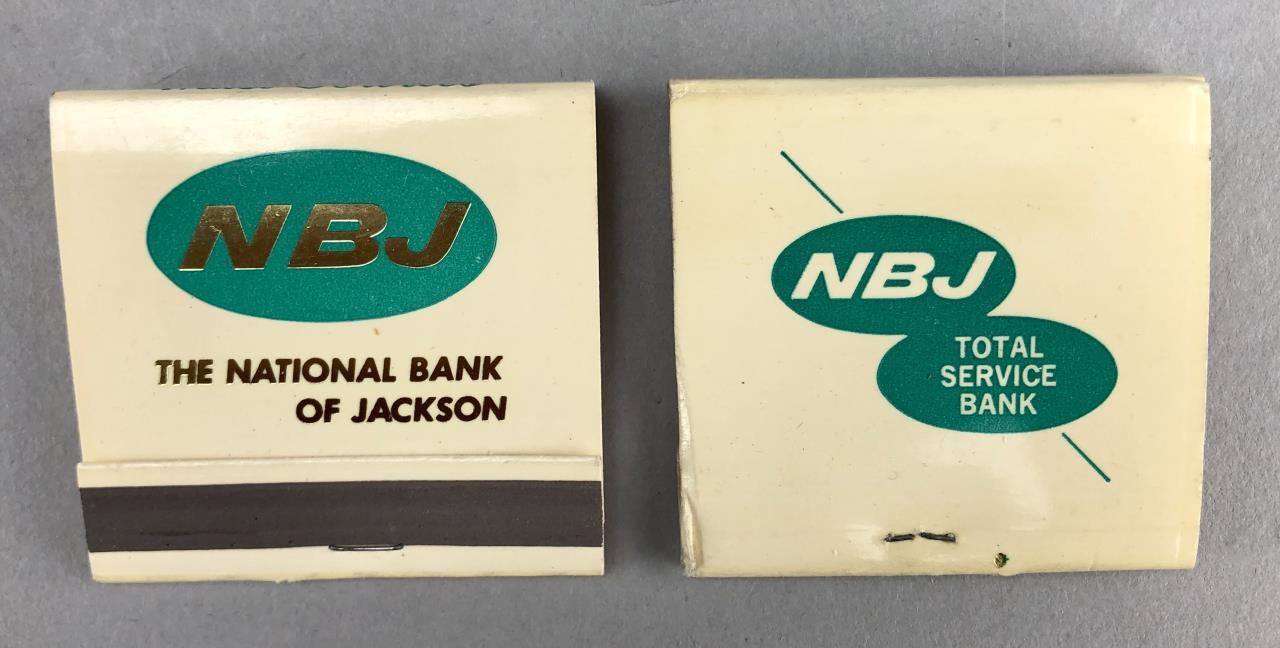 NBJ
THE NATIONAL BANK
OF JACKSON
NBJ
TOTAL
SERVICE
BANK